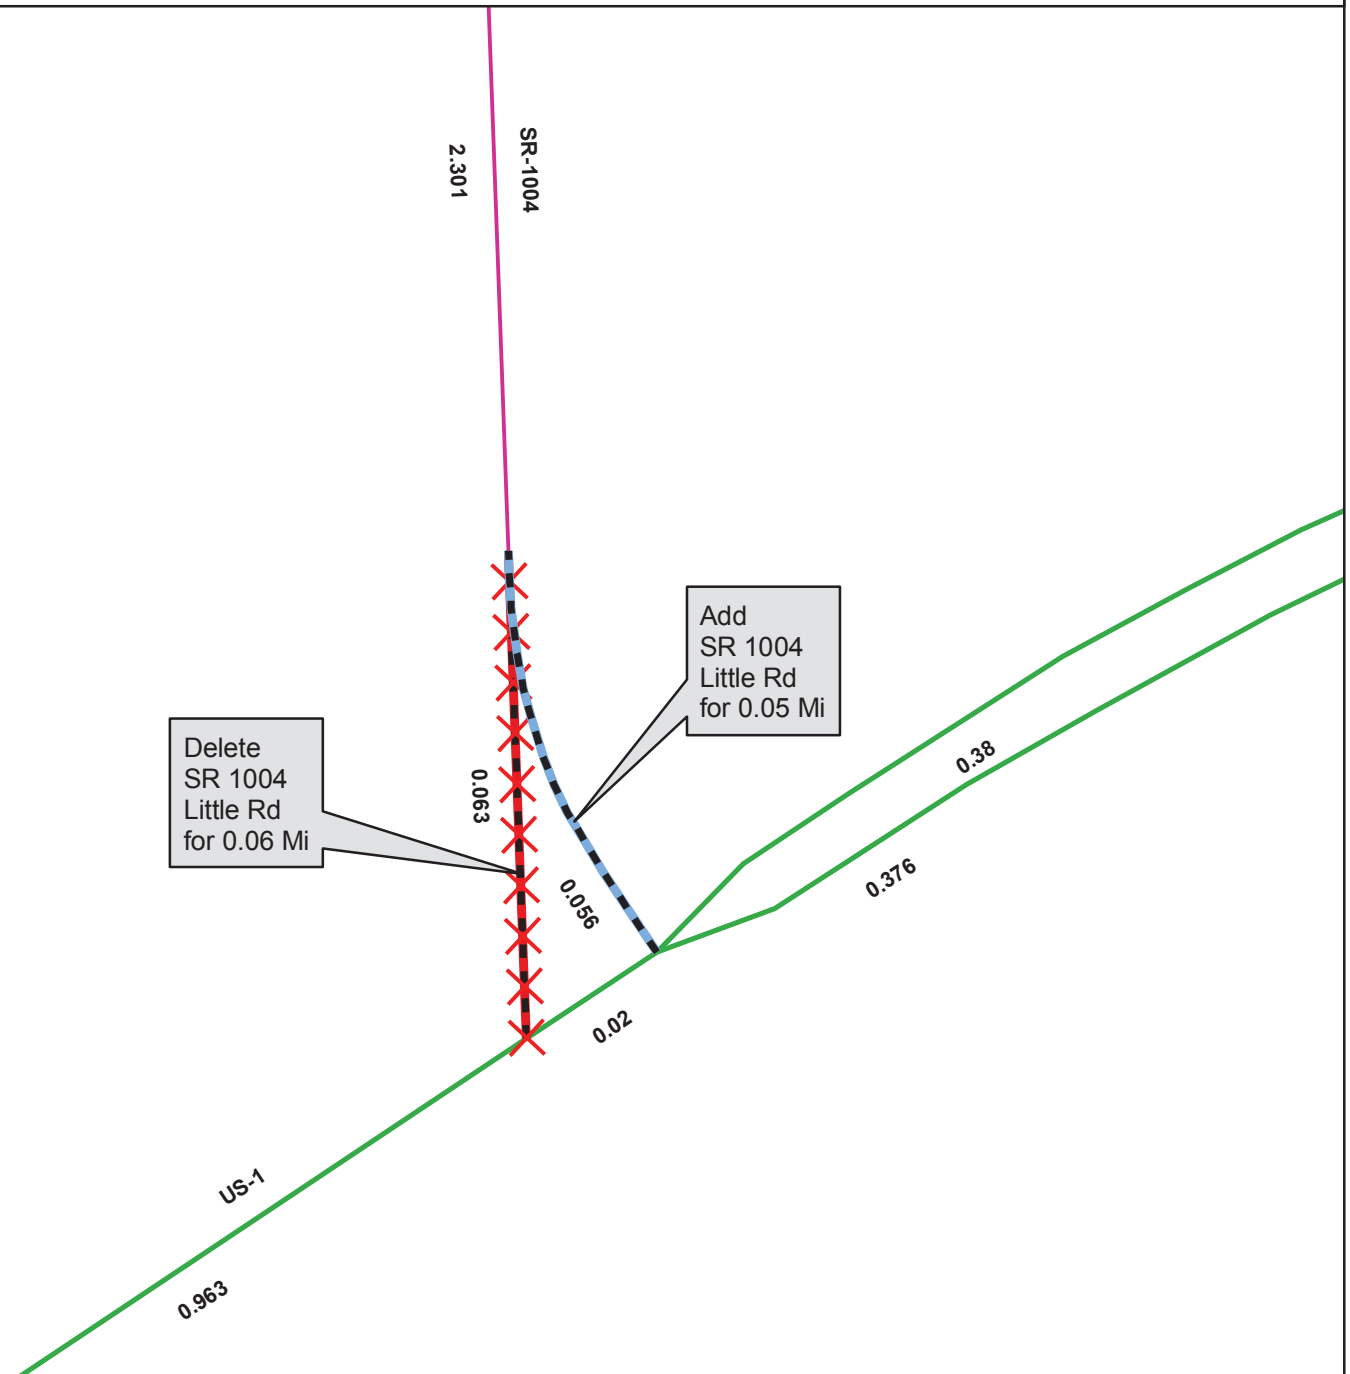 SR-1004
2.301
Add
SR 1004
Little Rd
for 0.05 Mi
Delete
SR 1004
Little Rd
for 0.06 Mi
0.063
0.056
0.38
0.376
0.02
US-1
0.963